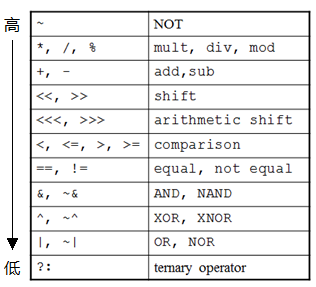 高
~ NOT
*, /, % mult, div, mod
+, - add,sub
<<, >> shift
<<<, >>> arithmetic shift
<, <=, >, >= comparison
==, != equal, not equal
&, ~& AND, NAND
^, ~^ XOR, XNOR
|, ~| OR, NOR
?: ternary operator
低